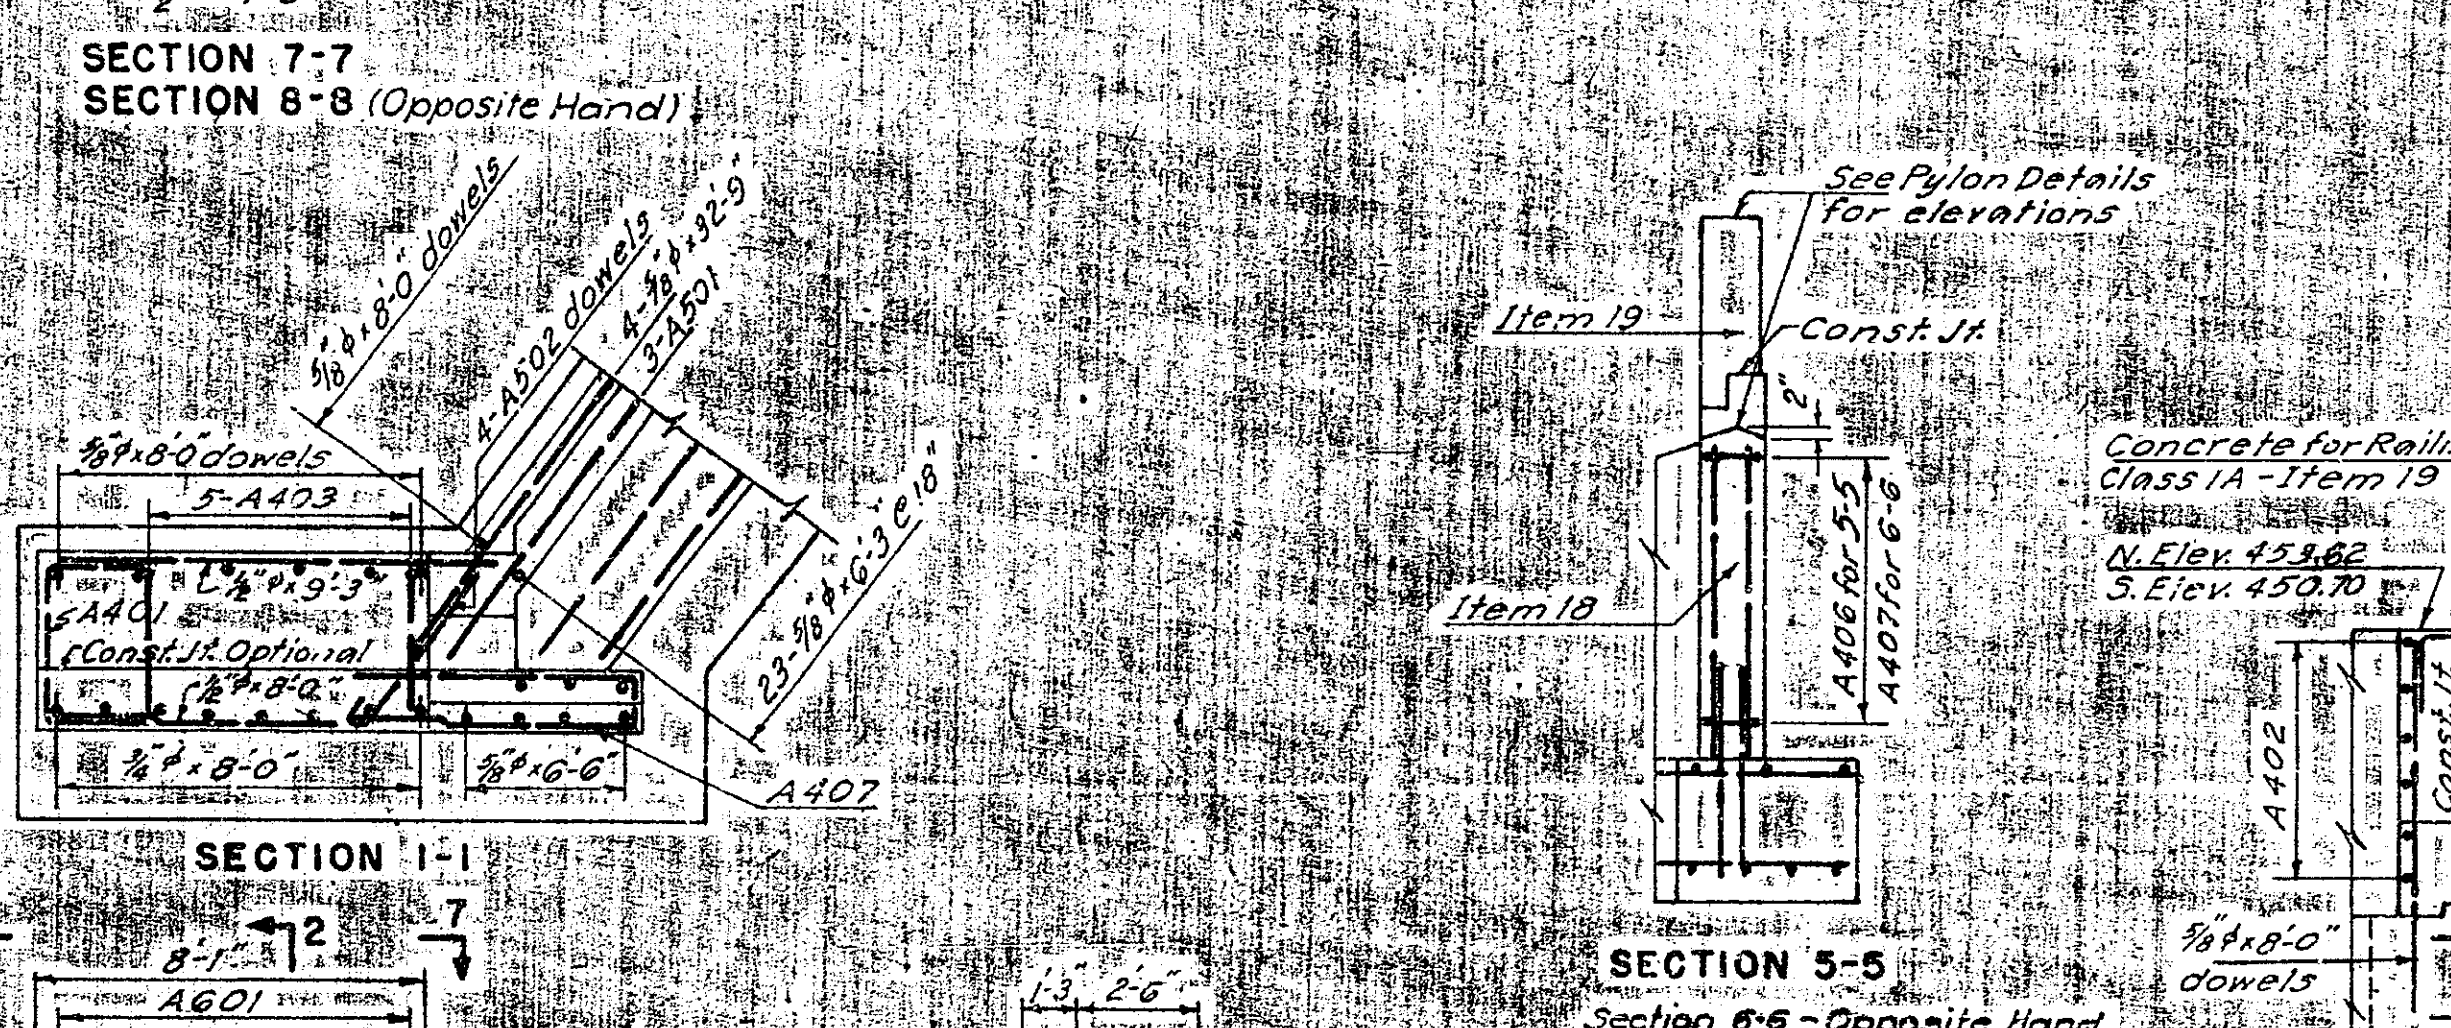 SECTION 7-7
SECTION 8-8 (Opposite Hand)
5/8"φ x 8'-0" dowels
4-A502 dowels
4-5/8"φ x 32'-9"
3-A501
5/8"φ x 8'-0" dowels
5-A403
1/2"φ x 9'-3"
A401
Const. Jt. Optional
1/2"φ x 8'-0"
23-5/8"φ x 6'-3" @ 18"
3/4"φ x 8'-0"
5/8"φ x 6'-6"
A407
SECTION 1-1
2
7
8'-1"
A601
1'-3"
2'-6"
See Pylon Details
for elevations
Item 19
Const. Jt.
2"
A406 for 5-5
A407 for 6-6
Item 18
SECTION 5-5
Section 6-6 - Opposite Hand
Concrete for Rails
Class 1A - Item 19
S. Elev. 450.70
A402
Const. Jt
5/8"φ x 8'-0"
dowels